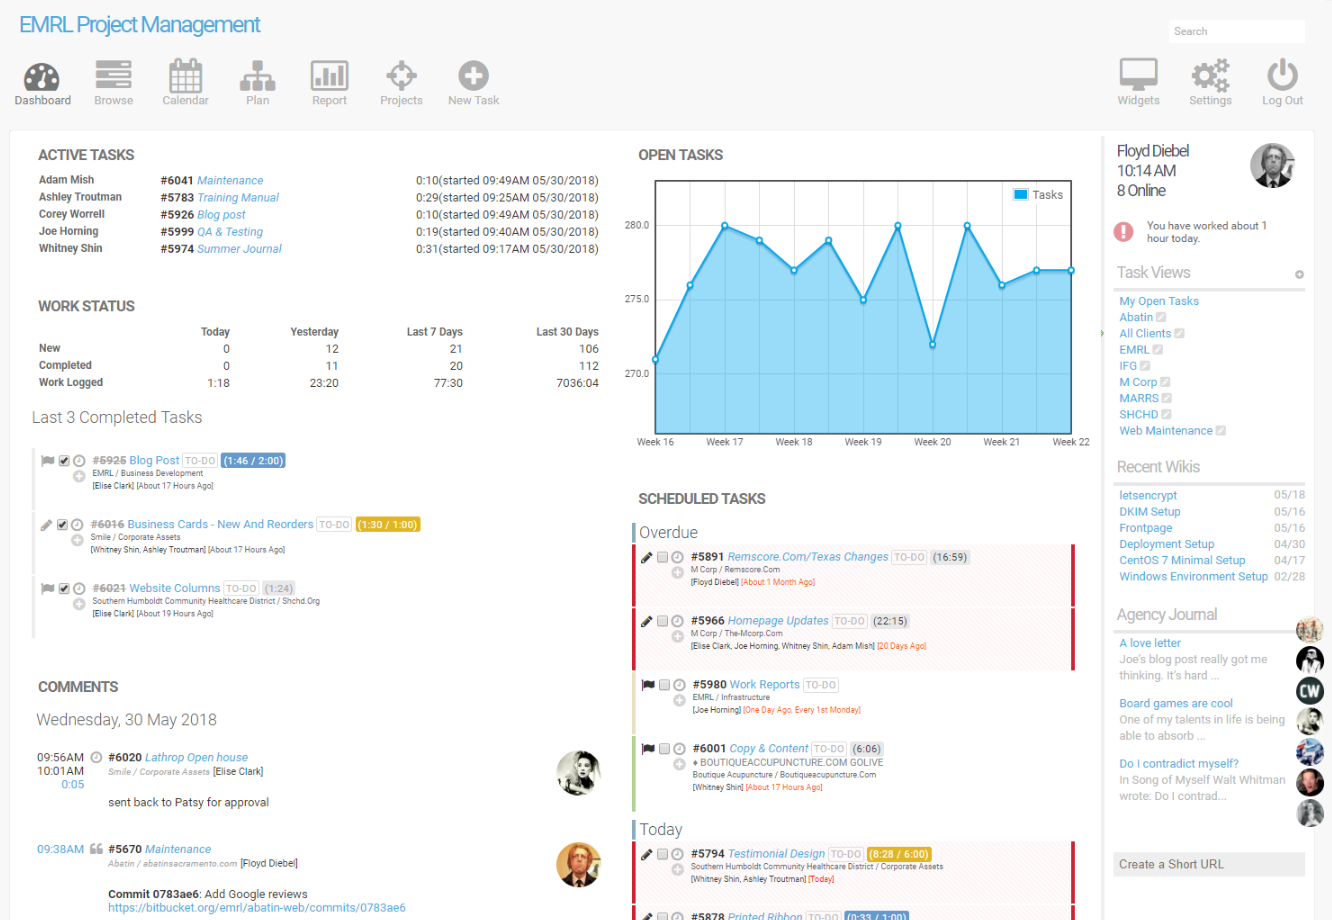 EMRL Project Management
Search
Dashboard
Browse
Calendar
Plan
Report
Projects
New Task
Widgets
Settings
Log Out
ACTIVE TASKS
Adam Mish #6041 Maintenance 0:10(started 09:49AM 05/30/2018)
Ashley Troutman #5783 Training Manual 0:29(started 09:25AM 05/30/2018)
Corey Worrell #5926 Blog post 0:10(started 09:49AM 05/30/2018)
Joe Horning #5999 QA & Testing 0:19(started 09:40AM 05/30/2018)
Whitney Shin #5974 Summer Journal 0:31(started 09:17AM 05/30/2018)
WORK STATUS
Today Yesterday Last 7 Days Last 30 Days
New 0 12 21 106
Completed 0 11 20 112
Work Logged 1:18 23:20 77:30 7036:04
Last 3 Completed Tasks
#5925 Blog Post TO-DO (1:46 / 2:00)
EMRL / Business Development
[Elise Clark] [About 17 Hours Ago]
#6016 Business Cards - New And Reorders TO-DO (1:30 / 1:00)
Smile / Corporate Assets
[Whitney Shin, Ashley Troutman] [About 17 Hours Ago]
#6021 Website Columns TO-DO (1:24)
Southern Humboldt Community Healthcare District / Shchd.Org
[Elise Clark] [About 19 Hours Ago]
COMMENTS
Wednesday, 30 May 2018
09:56AM #6020 Lathrop Open house
10:01AM Smile / Corporate Assets [Elise Clark]
0:05
sent back to Patsy for approval
09:38AM #5670 Maintenance
Abatin / abatinsacramento.com [Floyd Diebel]
Commit 0783ae6: Add Google reviews
https://bitbucket.org/emrl/abatin-web/commits/0783ae6
OPEN TASKS
Tasks
280.0
275.0
270.0
Week 16 Week 17 Week 18 Week 19 Week 20 Week 21 Week 22
SCHEDULED TASKS
Overdue
#5891 Remscore.Com/Texas Changes TO-DO (16:59)
M Corp / Remscore.Com
[Floyd Diebel] [About 1 Month Ago]
#5966 Homepage Updates TO-DO (22:15)
M Corp / The-Mcorp.Com
[Elise Clark, Joe Horning, Whitney Shin, Adam Mish] [20 Days Ago]
#5980 Work Reports TO-DO
EMRL / Infrastructure
[Joe Horning] [One Day Ago, Every 1st Monday]
#6001 Copy & Content TO-DO (6:06)
♦ BOUTIQUEACCUPUNCTURE.COM GOLIVE
Boutique Acupuncture / Boutiqueacupuncture.Com
[Whitney Shin] [About 17 Hours Ago]
Today
#5794 Testimonial Design TO-DO (8:28 / 6:00)
Southern Humboldt Community Healthcare District / Corporate Assets
[Whitney Shin, Ashley Troutman] [Today]
#5878 Printed Ribbon TO-DO (0:33 / 1:00)
Floyd Diebel
10:14 AM
8 Online
You have worked about 1
hour today.
Task Views
My Open Tasks
Abatin
All Clients
EMRL
IFG
M Corp
MARRS
SHCHD
Web Maintenance
Recent Wikis
letsencrypt 05/18
DKIM Setup 05/16
Frontpage 05/16
Deployment Setup 04/30
CentOS 7 Minimal Setup 04/17
Windows Environment Setup 02/28
Agency Journal
A love letter
Joe's blog post really got me
thinking. It's hard ...
Board games are cool
One of my talents in life is being
able to absorb ...
Do I contradict myself?
In Song of Myself Walt Whitman
wrote: Do I contrad...
CW
Create a Short URL